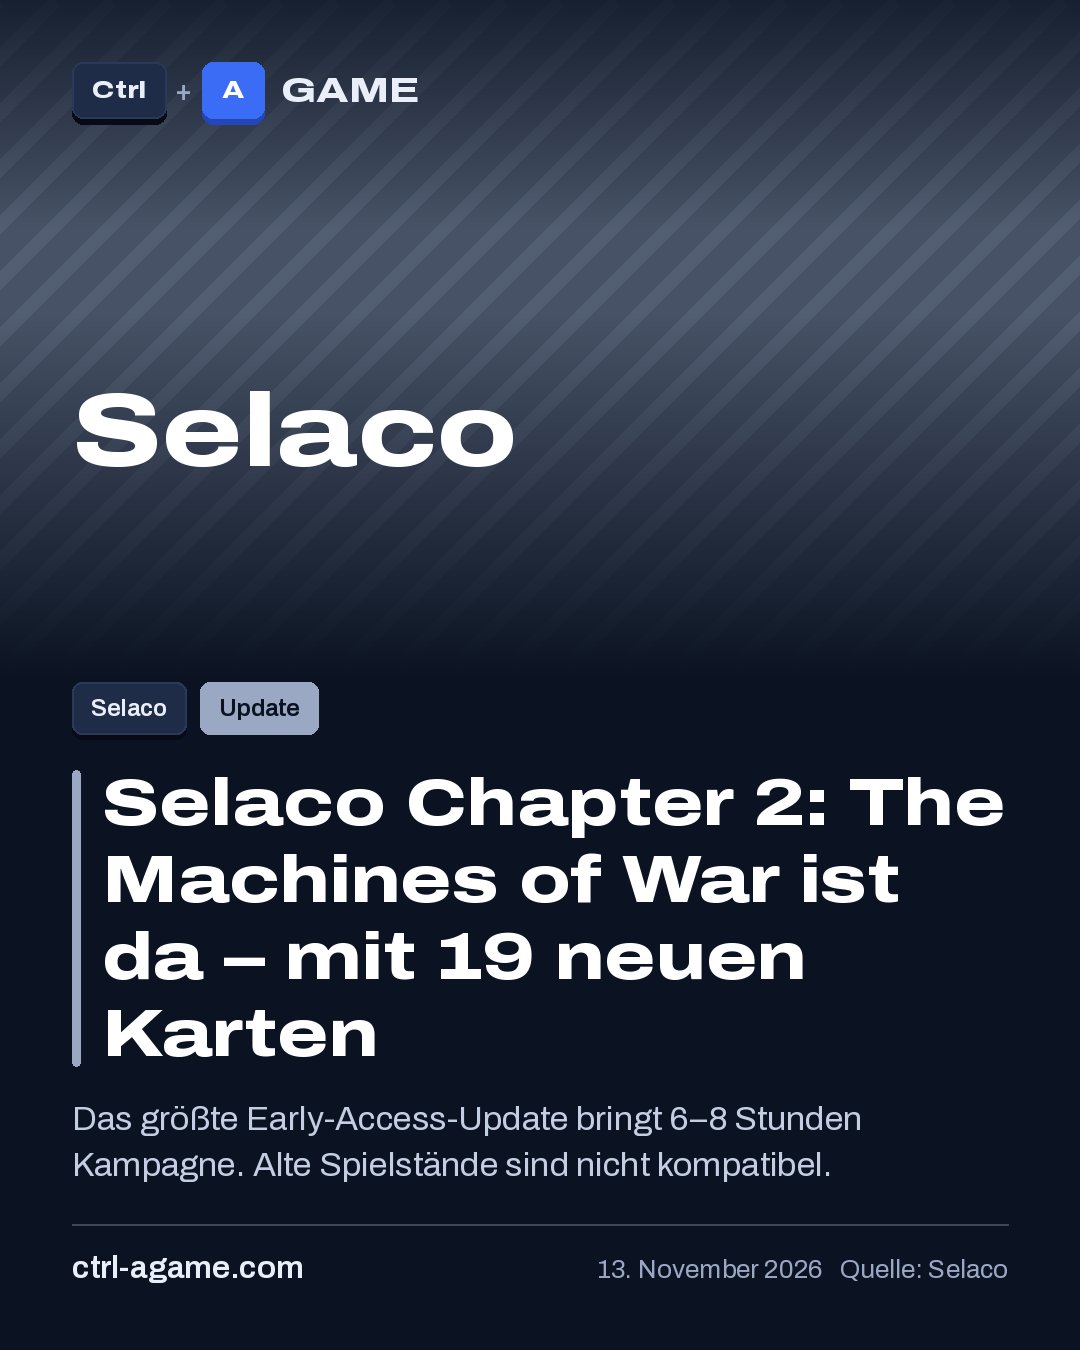 Ctrl + A GAME
Selaco
Selaco Update
Selaco Chapter 2: The
Machines of War ist
da – mit 19 neuen
Karten
Das größte Early-Access-Update bringt 6–8 Stunden
Kampagne. Alte Spielstände sind nicht kompatibel.
ctrl-agame.com 13. November 2026 Quelle: Selaco